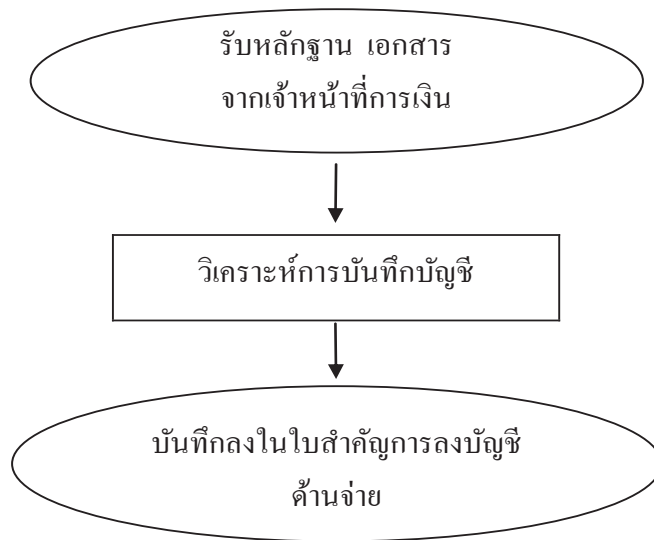 รับหลักฐาน เอกสาร
จากเจ้าหน้าที่การเงิน
วิเคราะห์การบันทึกบัญชี
บันทึกลงในใบสำคัญการลงบัญชี
ด้านจ่าย